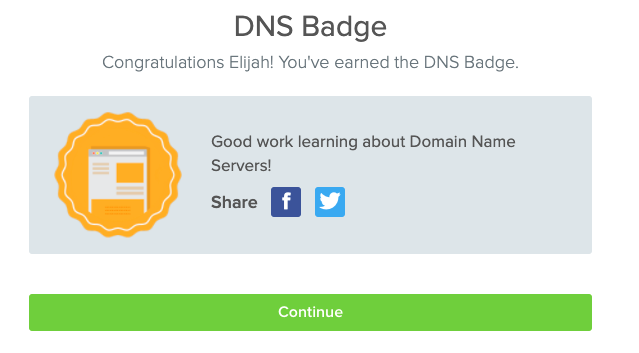 DNS Badge
Congratulations Elijah! You've earned the DNS Badge.
Good work learning about Domain Name
Servers!
Share
Continue